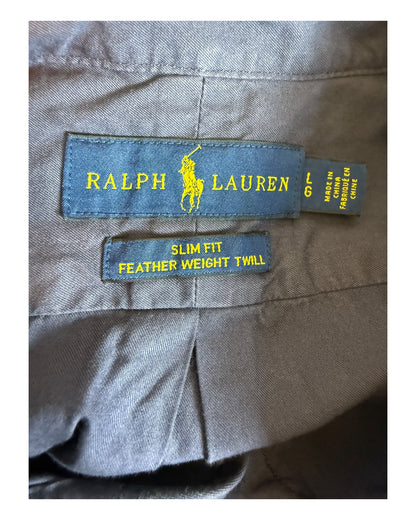 RALPH LAUREN
L
G
MADE IN
CHINA
FABRIQUÉ EN
CHINE
SLIM FIT
FEATHER WEIGHT TWILL